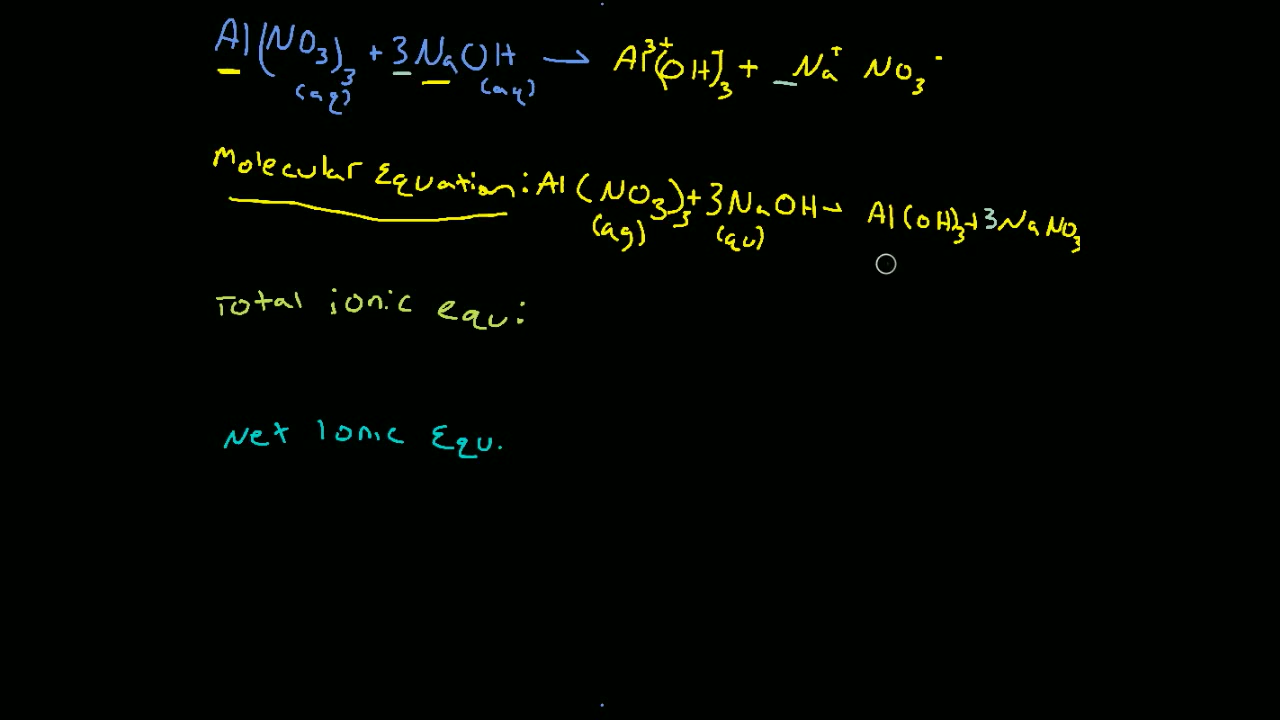 Al(NO₃)₃ + 3NaOH → Al³⁺(OH⁻)₃ + _Na⁺ NO₃⁻
(aq) (aq)
Molecular Equation: Al(NO₃)₃ + 3NaOH → Al(OH)₃ + 3NaNO₃
(aq) (aq)
Total ionic equ:
Net Ionic Equ.